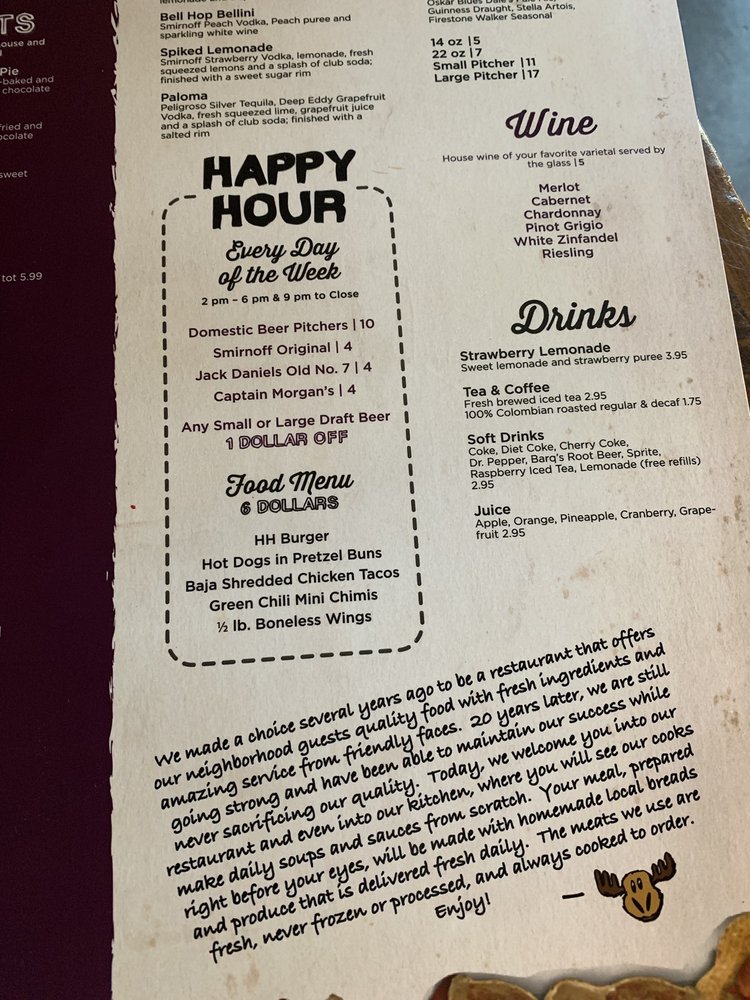 TS
ouse and
Pie
-baked and
chocolate
fried and
ocolate
sweet
tot 5.99
Bell Hop Bellini
Smirnoff Peach Vodka, Peach puree and
sparkling white wine
Spiked Lemonade
Smirnoff Strawberry Vodka, lemonade, fresh
squeezed lemons and a splash of club soda;
finished with a sweet sugar rim
Paloma
Peligroso Silver Tequila, Deep Eddy Grapefruit
Vodka, fresh squeezed lime, grapefruit juice
and a splash of club soda; finished with a
salted rim
HAPPY
HOUR
Every Day
of the Week
2 pm – 6 pm & 9 pm to Close
Domestic Beer Pitchers | 10
Smirnoff Original | 4
Jack Daniels Old No. 7 | 4
Captain Morgan's | 4
Any Small or Large Draft Beer
1 DOLLAR OFF
Food Menu
6 DOLLARS
HH Burger
Hot Dogs in Pretzel Buns
Baja Shredded Chicken Tacos
Green Chili Mini Chimis
½ lb. Boneless Wings
Guinness Draught, Stella Artois,
Firestone Walker Seasonal
14 oz | 5
22 oz | 7
Small Pitcher | 11
Large Pitcher | 17
Wine
House wine of your favorite varietal served by
the glass | 5
Merlot
Cabernet
Chardonnay
Pinot Grigio
White Zinfandel
Riesling
Drinks
Strawberry Lemonade
Sweet lemonade and strawberry puree 3.95
Tea & Coffee
Fresh brewed iced tea 2.95
100% Colombian roasted regular & decaf 1.75
Soft Drinks
Coke, Diet Coke, Cherry Coke,
Dr. Pepper, Barq's Root Beer, Sprite,
Raspberry Iced Tea, Lemonade (free refills)
2.95
Juice
Apple, Orange, Pineapple, Cranberry, Grape-
fruit 2.95
We made a choice several years ago to be a restaurant that offers
our neighborhood guests quality food with fresh ingredients and
amazing service from friendly faces. 20 years later, we are still
going strong and have been able to maintain our success while
never sacrificing our quality. Today, we welcome you into our
restaurant and even into our kitchen, where you will see our cooks
make daily soups and sauces from scratch. Your meal, prepared
right before your eyes, will be made with homemade local breads
and produce that is delivered fresh daily. The meats we use are
fresh, never frozen or processed, and always cooked to order.
Enjoy! –